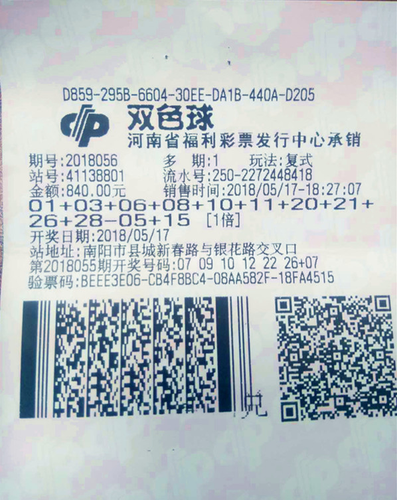 D859-295B-6604-30EE-DA1B-440A-D205
双色球
河南省福利彩票发行中心承销
期号:2018056 多 期:1 玩法:复式
站号:41138801 流水号:250-2272448418
金额:840.00元 销售时间:2018/05/17-18:27:07
01+03+06+08+10+11+20+21+
26+28-05+15 [1倍]
开奖日期:2018/05/17
站地址:南阳市县城新春路与银花路交叉口
第2018055期开奖号码:07 09 10 12 22 26+07
验票码:BEEE3E06-CB4F8BC4-08AA582F-18FA4515
兑